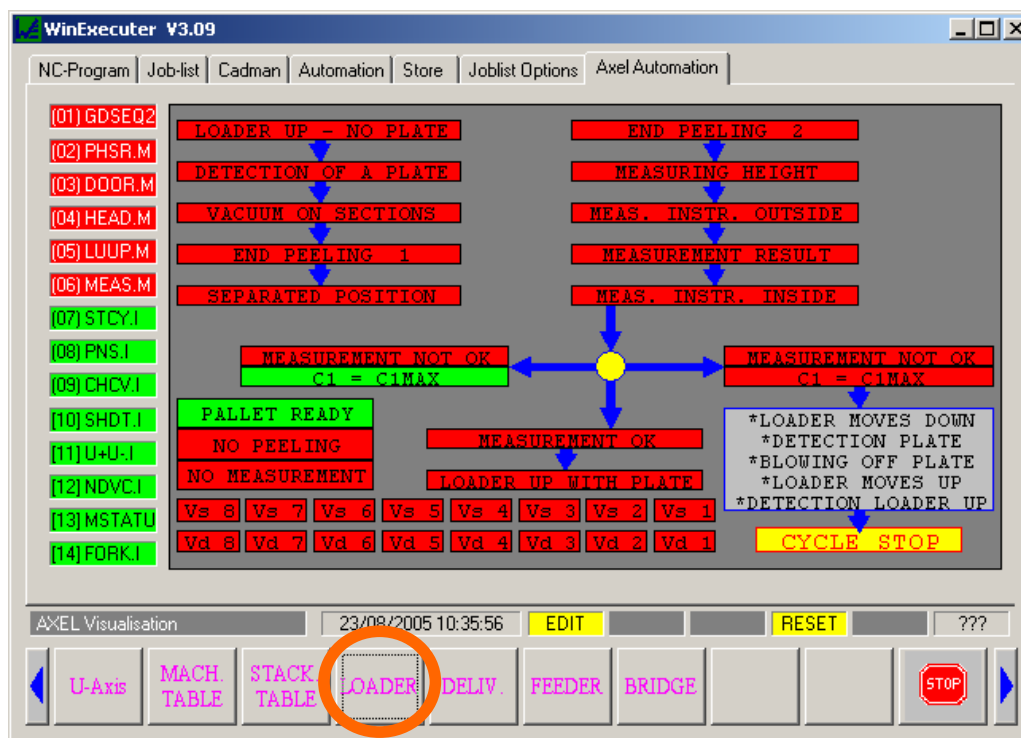 WinExecuter V3.09
NC-Program Job-list Cadman Automation Store Joblist Options Axel Automation
(01) GDSEQ2
(02) PHSR.M
(03) DOOR.M
(04) HEAD.M
(05) LUUP.M
(06) MEAS.M
(07) STCY.I
(08) PNS.I
(09) CHCV.I
[10] SHDT.I
[11] U+U-.I
[12] NDVC.I
[13] MSTATU
[14] FORK.I
LOADER UP - NO PLATE
DETECTION OF A PLATE
VACUUM ON SECTIONS
END PEELING 1
SEPARATED POSITION
END PEELING 2
MEASURING HEIGHT
MEAS. INSTR. OUTSIDE
MEASUREMENT RESULT
MEAS. INSTR. INSIDE
MEASUREMENT NOT OK
C1 = C1MAX
MEASUREMENT NOT OK
C1 = C1MAX
PALLET READY
NO PEELING
NO MEASUREMENT
MEASUREMENT OK
LOADER UP WITH PLATE
*LOADER MOVES DOWN
*DETECTION PLATE
*BLOWING OFF PLATE
*LOADER MOVES UP
*DETECTION LOADER UP
CYCLE STOP
Vs 8 Vs 7 Vs 6 Vs 5 Vs 4 Vs 3 Vs 2 Vs 1
Vd 8 Vd 7 Vd 6 Vd 5 Vd 4 Vd 3 Vd 2 Vd 1
AXEL Visualisation 23/08/2005 10:35:56 EDIT RESET ???
U-Axis
MACH.
TABLE
STACK.
TABLE
LOADER
DELIV.
FEEDER
BRIDGE
STOP